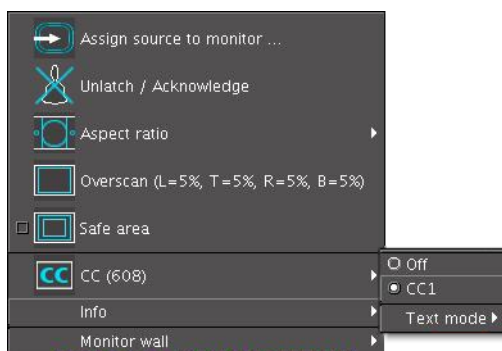 Assign source to monitor ...
Unlatch / Acknowledge
Aspect ratio
Overscan (L=5%, T=5%, R=5%, B=5%)
Safe area
CC CC (608)
Off
CC1
Info
Text mode
Monitor wall